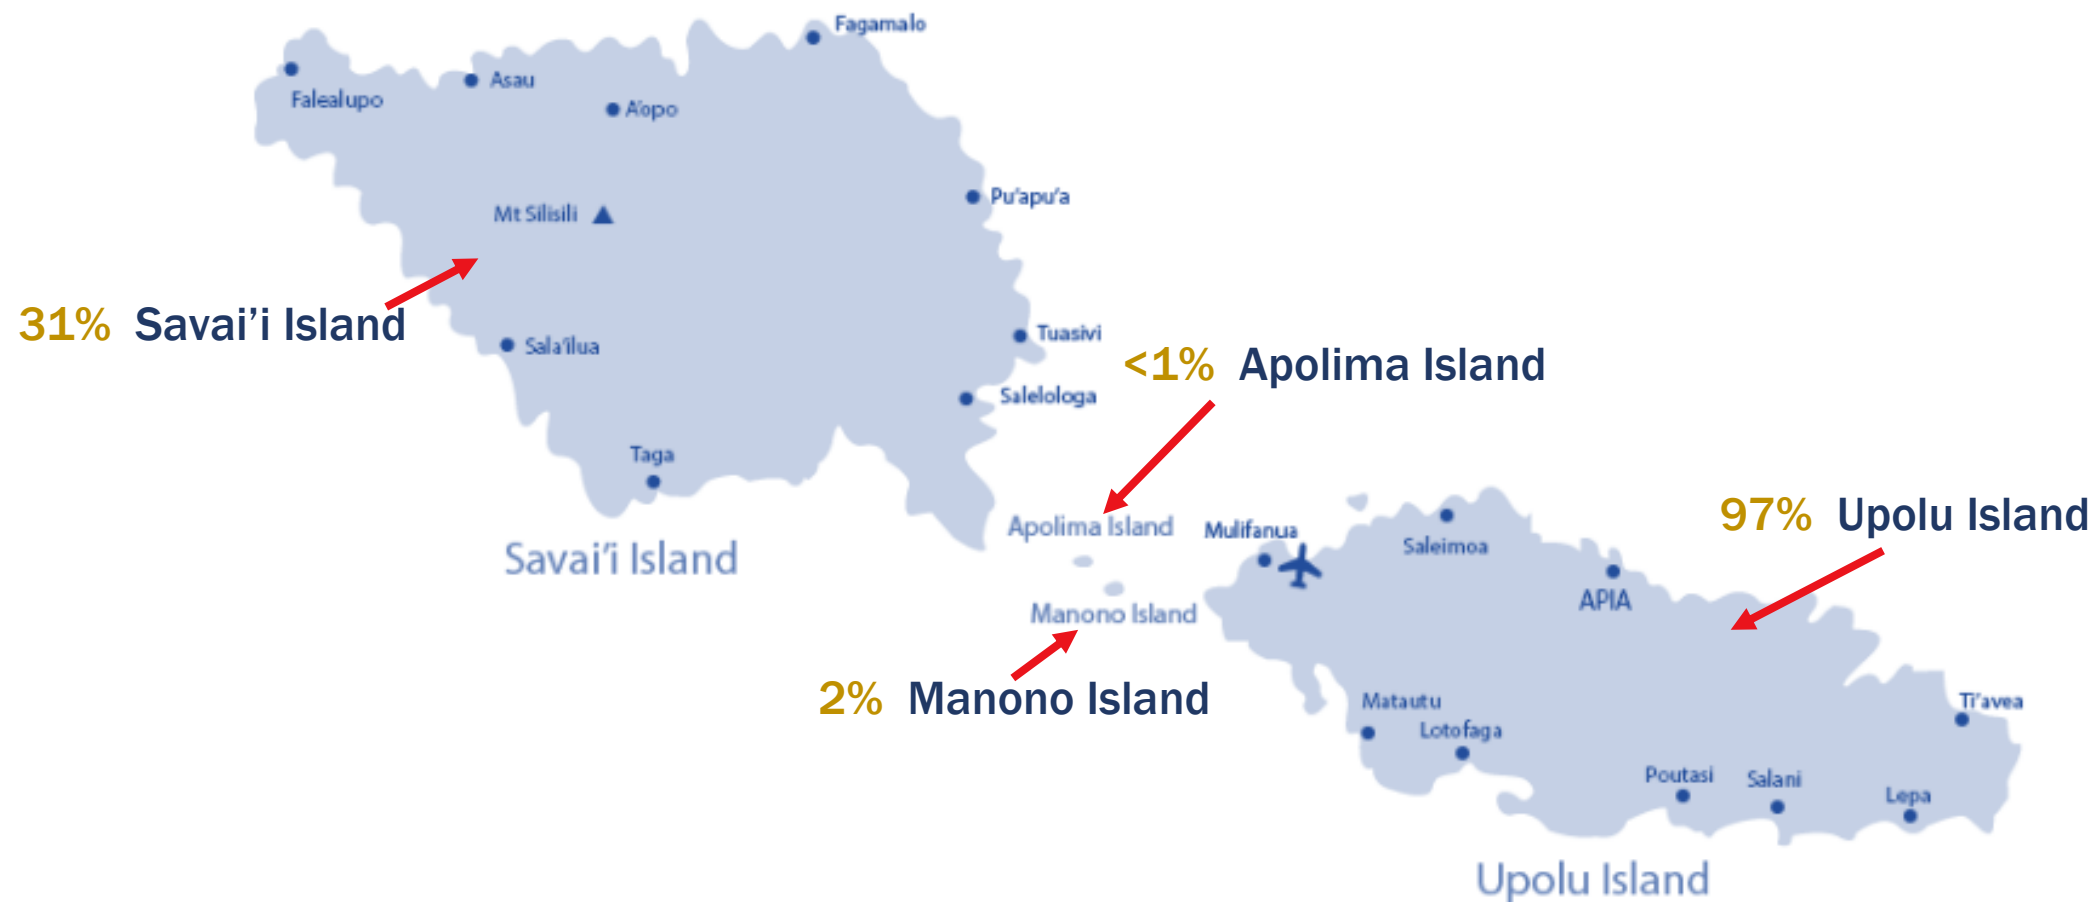 Fagamalo
Asau
Falealupo
A'opo
Pu'apu'a
Mt Silisili
31% Savai’i Island
Tuasivi
Sala'ilua
<1% Apolima Island
Salelologa
Taga
97% Upolu Island
Apolima Island
Mulifanua
Saleimoa
Savai'i Island
APIA
Manono Island
2% Manono Island
Matautu
Ti'avea
Lotofaga
Poutasi
Salani
Lepa
Upolu Island